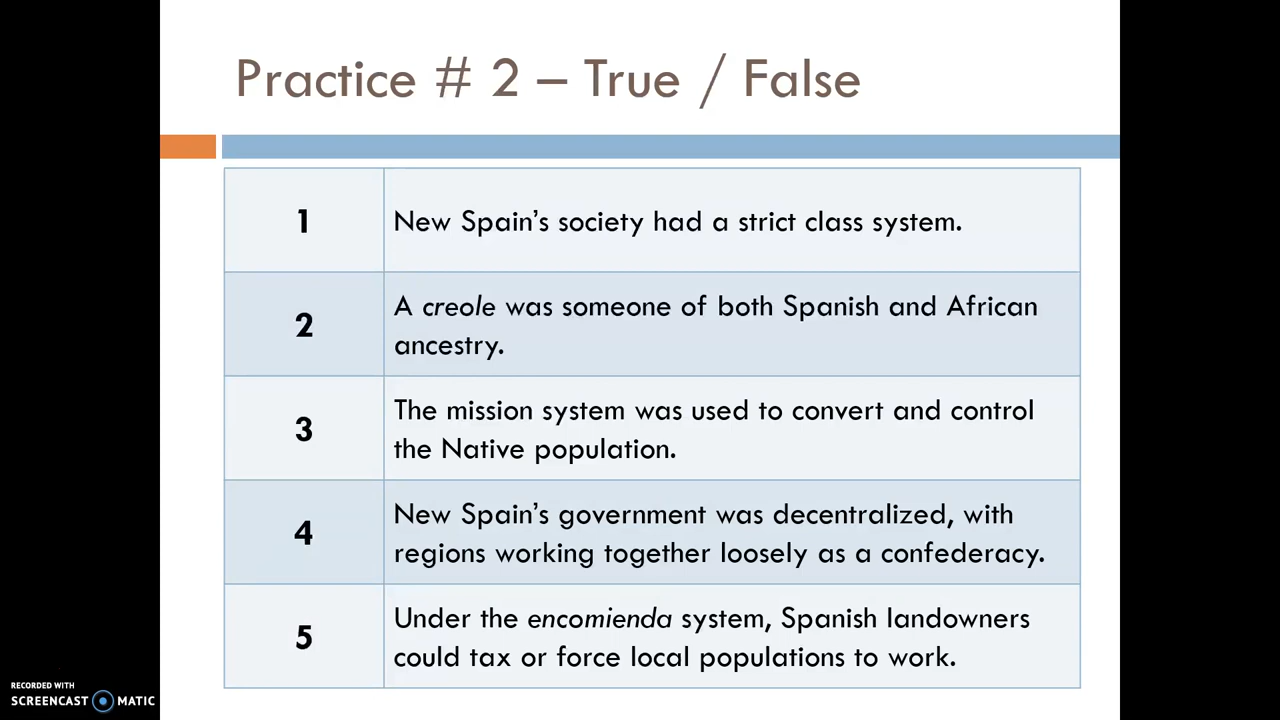 Practice # 2 – True / False
1
New Spain’s society had a strict class system.
2
A creole was someone of both Spanish and African
ancestry.
3
The mission system was used to convert and control
the Native population.
4
New Spain’s government was decentralized, with
regions working together loosely as a confederacy.
5
Under the encomienda system, Spanish landowners
could tax or force local populations to work.
RECORDED WITH
SCREENCAST MATIC